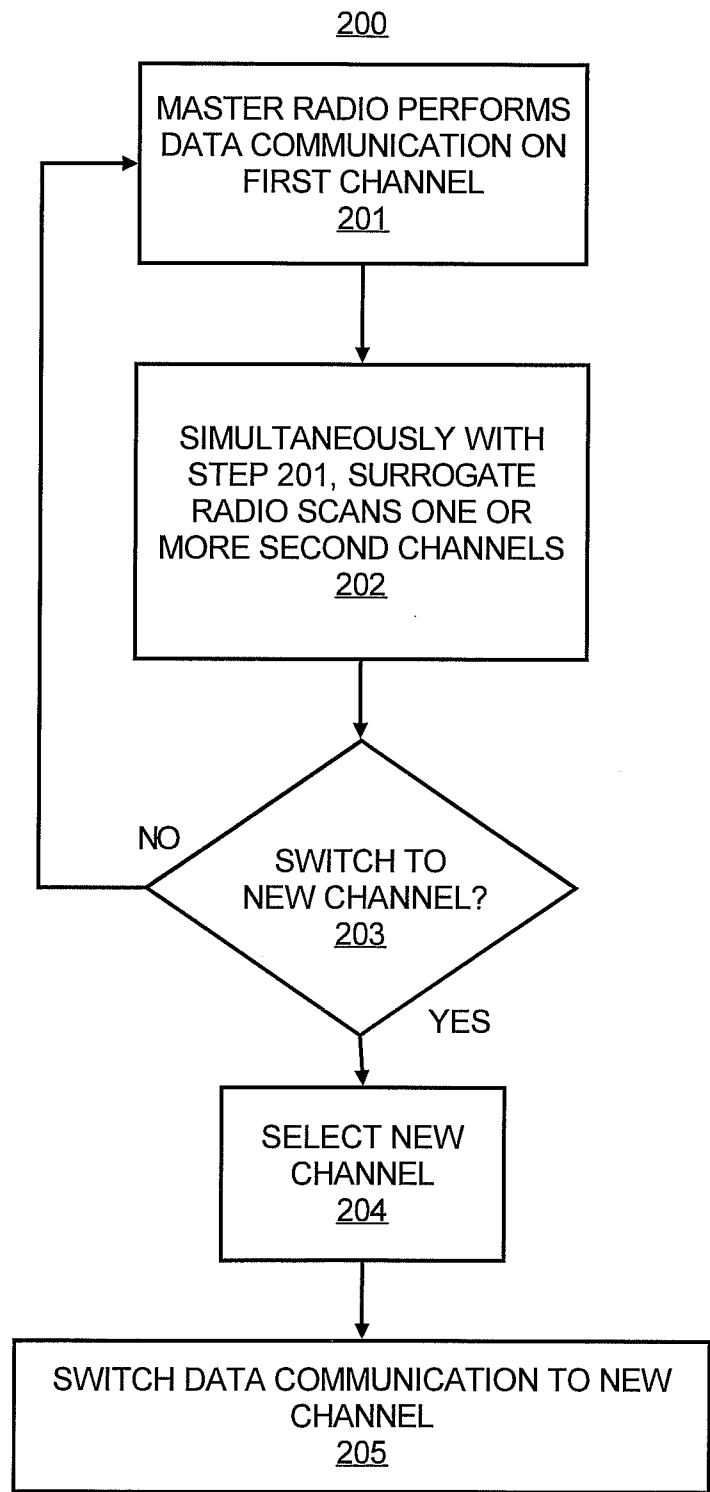 200
MASTER RADIO PERFORMS
DATA COMMUNICATION ON
FIRST CHANNEL
201
SIMULTANEOUSLY WITH
STEP 201, SURROGATE
RADIO SCANS ONE OR
MORE SECOND CHANNELS
202
NO
SWITCH TO
NEW CHANNEL?
203
YES
SELECT NEW
CHANNEL
204
SWITCH DATA COMMUNICATION TO NEW
CHANNEL
205